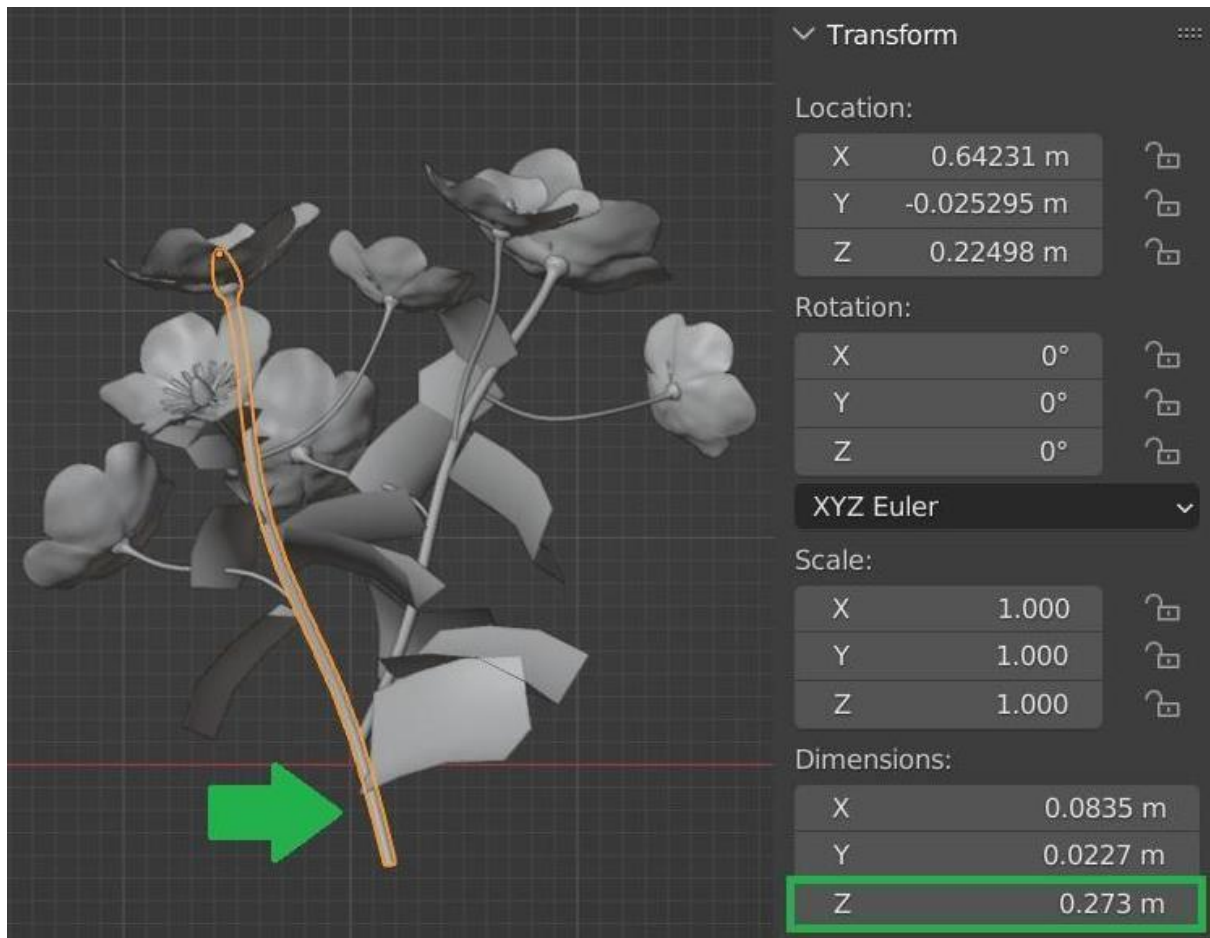 Transform
Location:
X 0.64231 m
Y -0.025295 m
Z 0.22498 m
Rotation:
X 0°
Y 0°
Z 0°
XYZ Euler
Scale:
X 1.000
Y 1.000
Z 1.000
Dimensions:
X 0.0835 m
Y 0.0227 m
Z 0.273 m